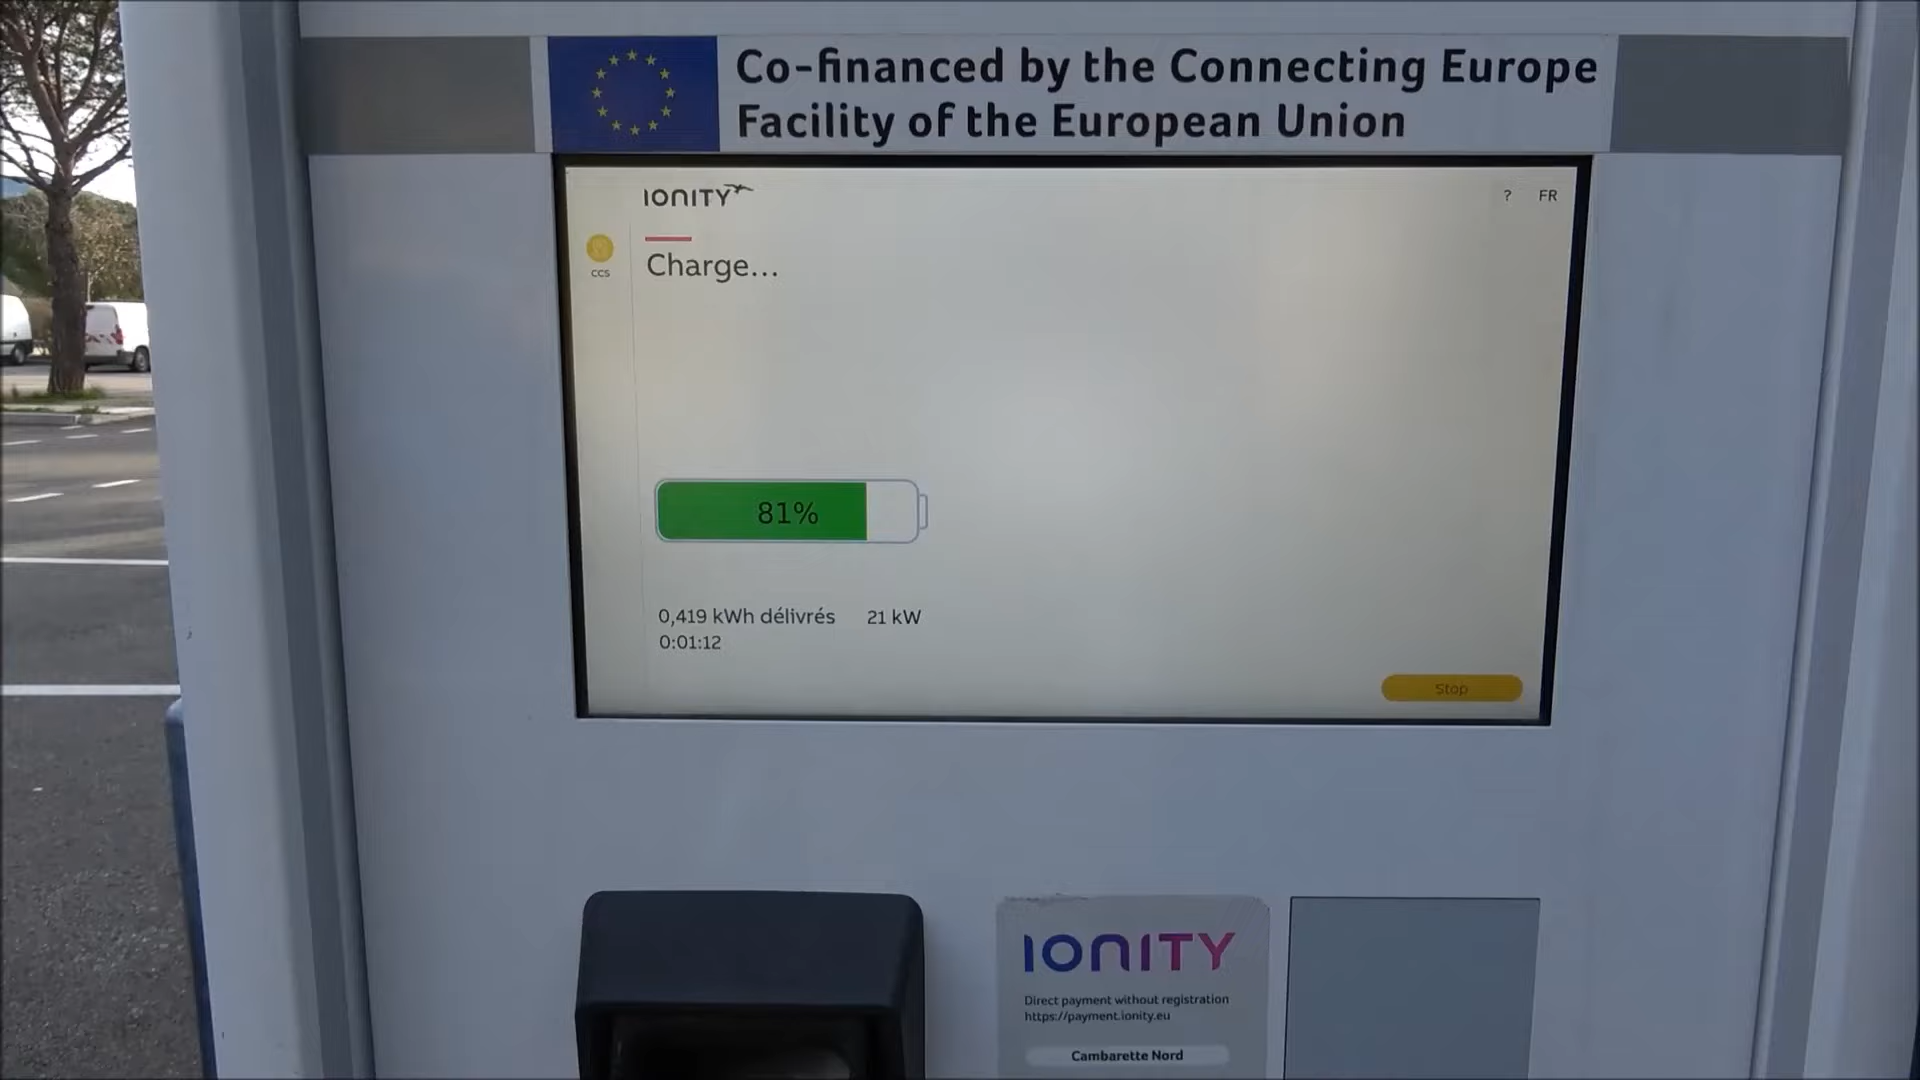 Co-financed by the Connecting Europe
Facility of the European Union
IONITY
? FR
CCS
Charge...
81%
0,419 kWh délivrés 21 kW
0:01:12
Stop
IONITY
Direct payment without registration
https://payment.ionity.eu
Cambarette Nord